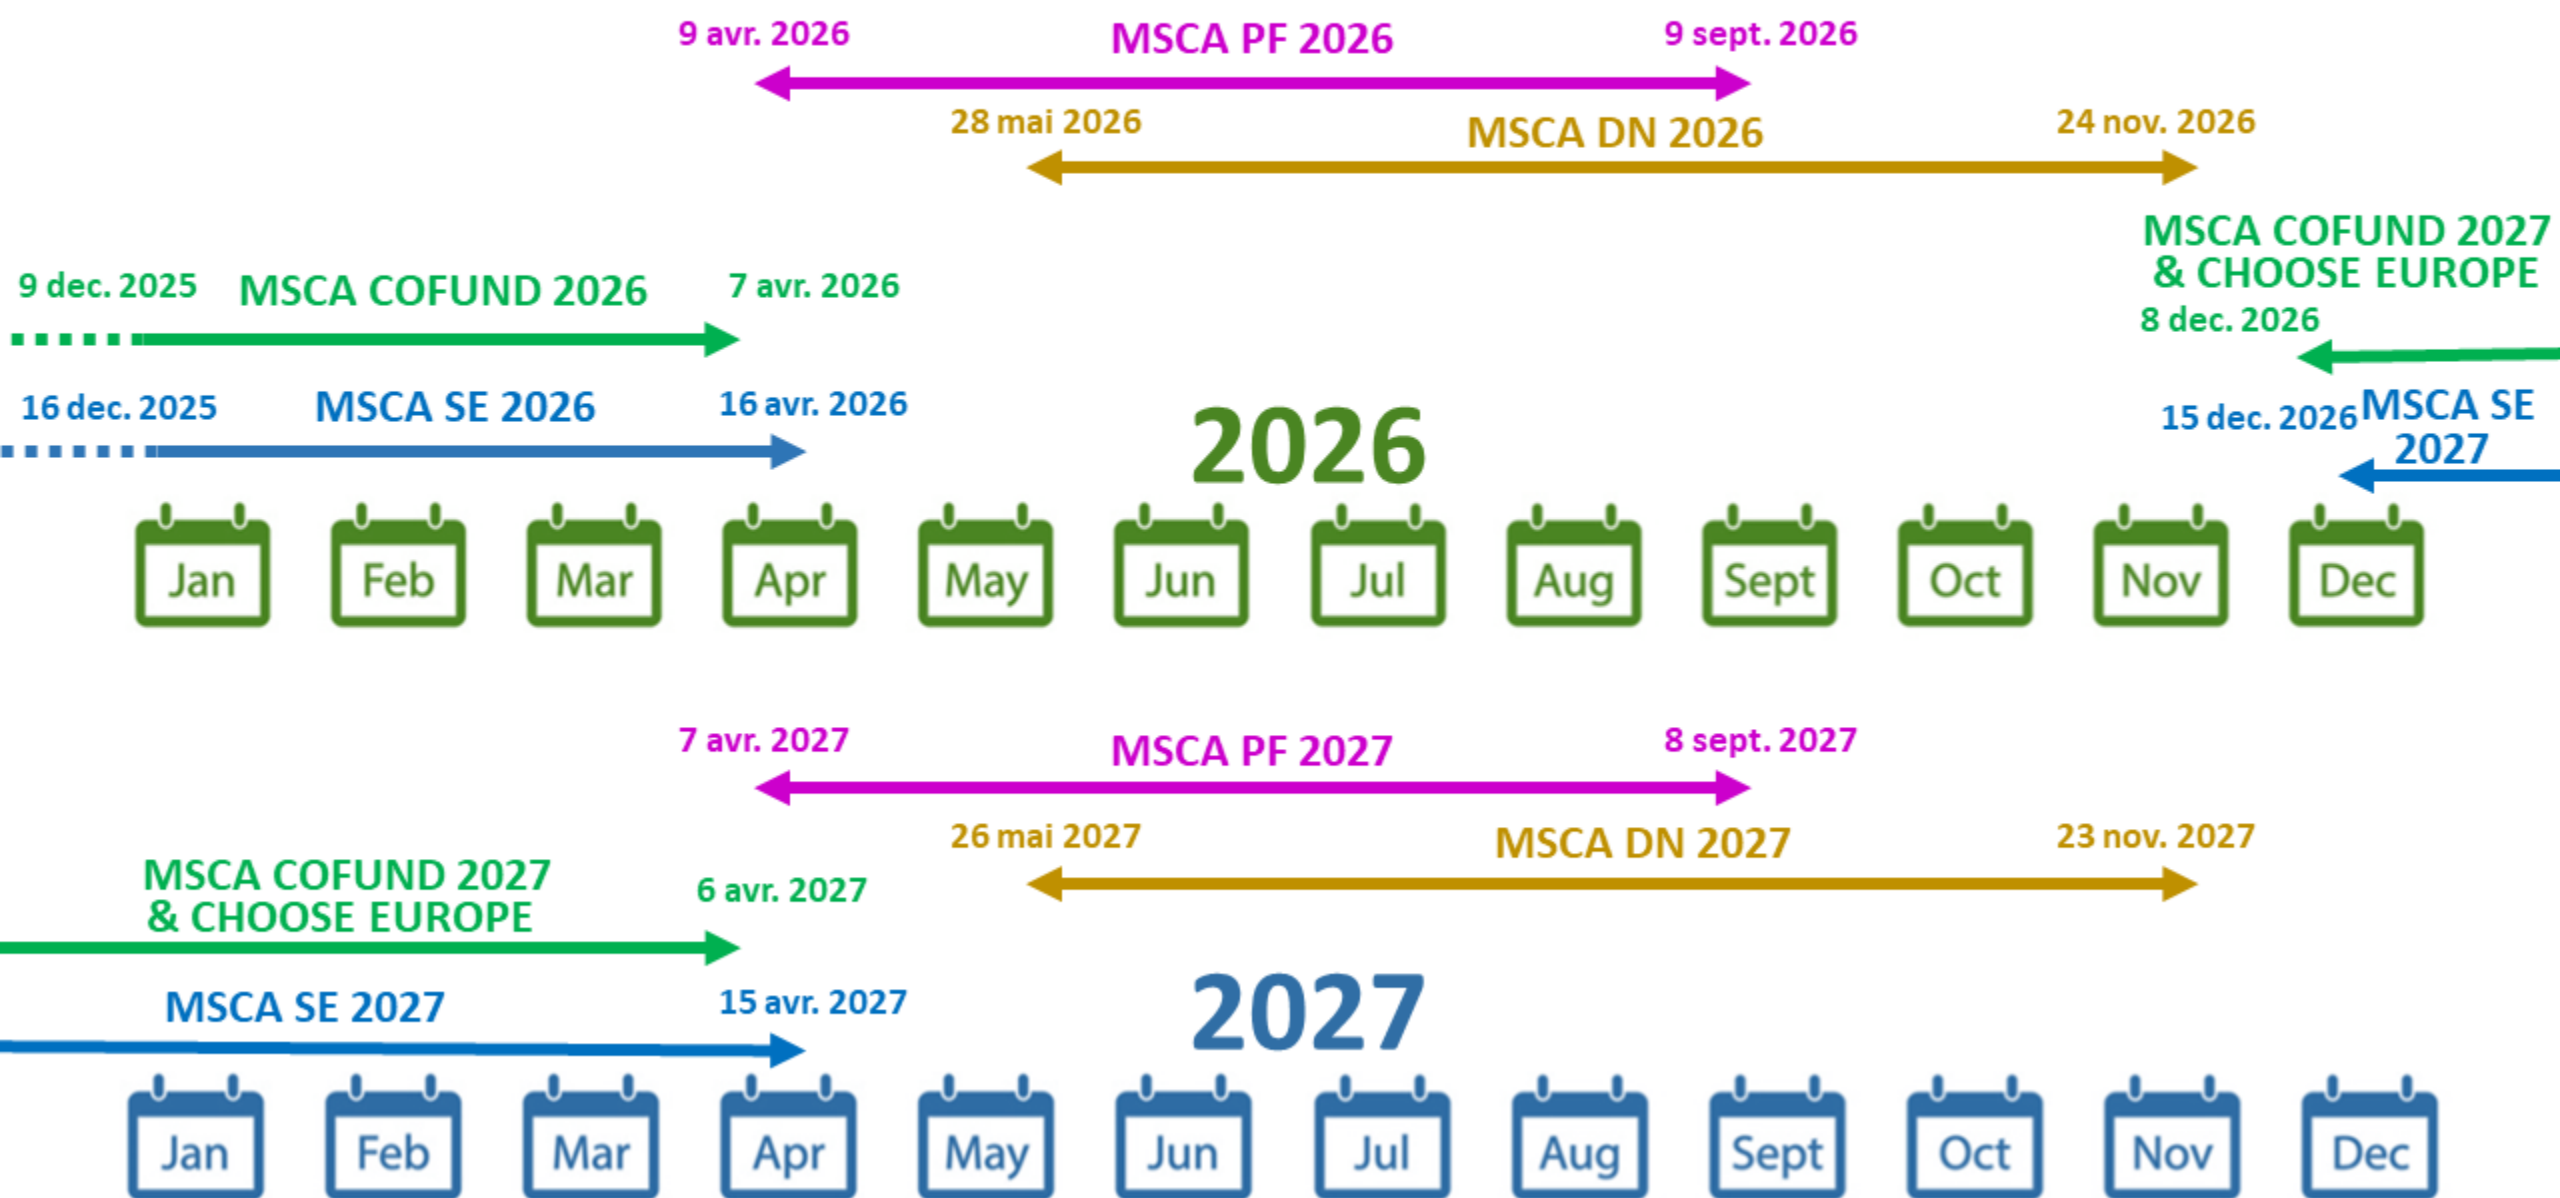 9 avr. 2026 MSCA PF 2026 9 sept. 2026
28 mai 2026 MSCA DN 2026 24 nov. 2026
MSCA COFUND 2027
& CHOOSE EUROPE
9 dec. 2025 MSCA COFUND 2026 7 avr. 2026
8 dec. 2026
16 dec. 2025 MSCA SE 2026 16 avr. 2026
15 dec. 2026 MSCA SE
2027
2026
Jan Feb Mar Apr May Jun Jul Aug Sept Oct Nov Dec
7 avr. 2027 MSCA PF 2027 8 sept. 2027
26 mai 2027 MSCA DN 2027 23 nov. 2027
MSCA COFUND 2027
& CHOOSE EUROPE
6 avr. 2027
MSCA SE 2027 15 avr. 2027
2027
Jan Feb Mar Apr May Jun Jul Aug Sept Oct Nov Dec